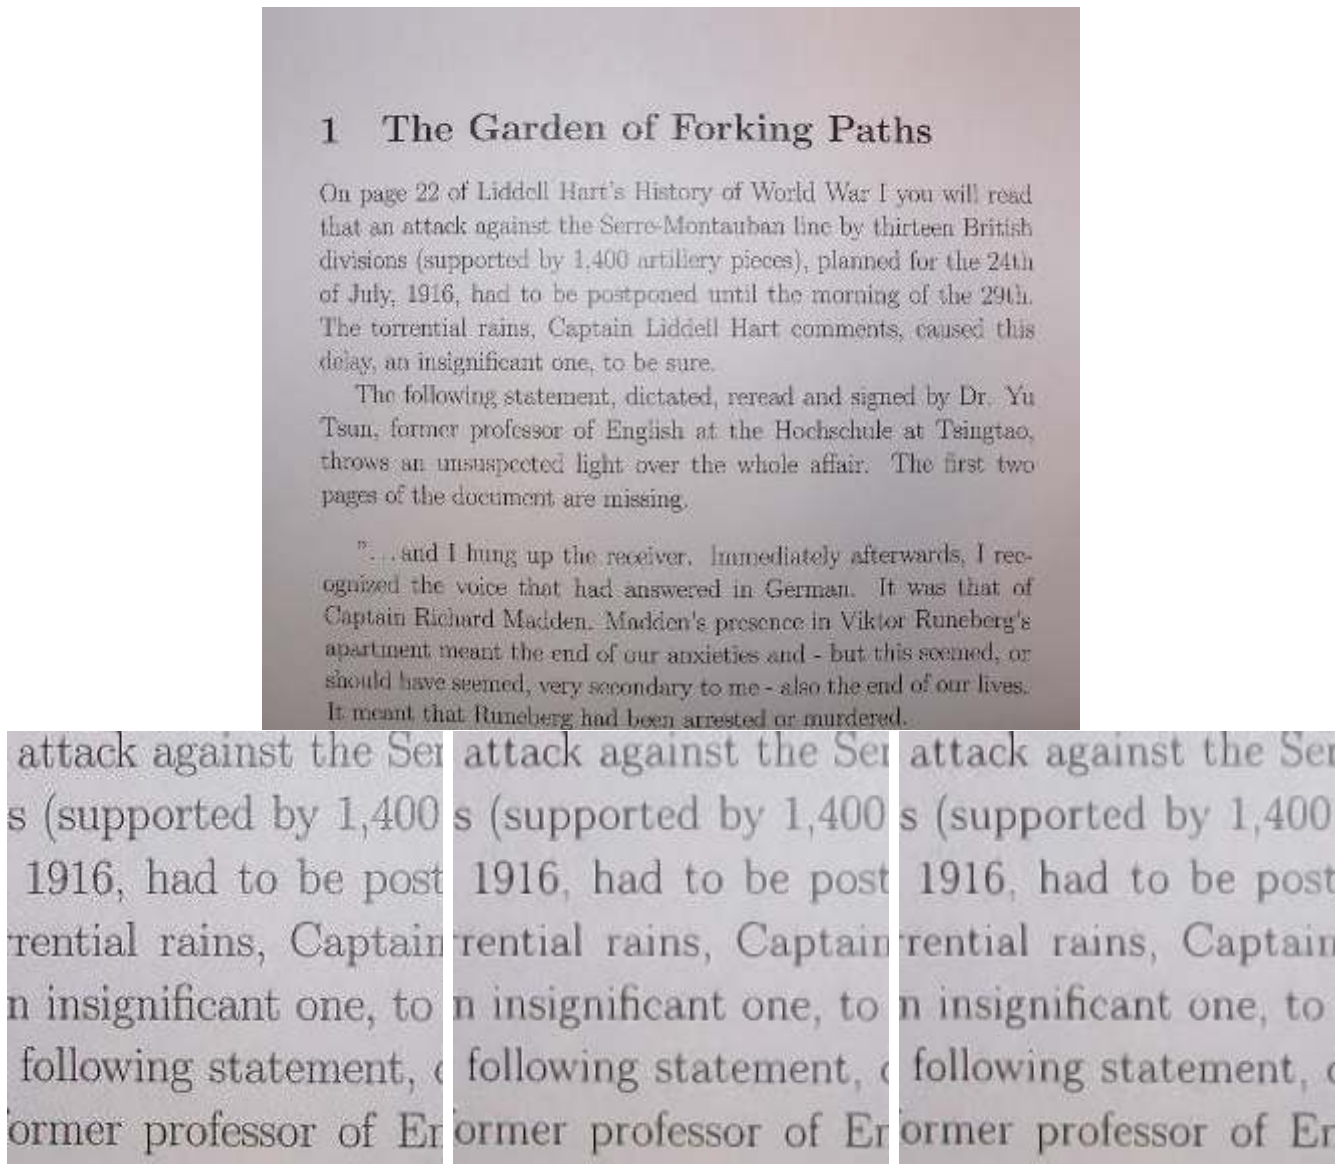 1 The Garden of Forking Paths
On page 22 of Liddell Hart's History of World War I you will read
that an attack against the Serre-Montauban line by thirteen British
divisions (supported by 1,400 artillery pieces), planned for the 24th
of July, 1916, had to be postponed until the morning of the 29th.
The torrential rains, Captain Liddell Hart comments, caused this
delay, an insignificant one, to be sure.
The following statement, dictated, reread and signed by Dr. Yu
Tsun, former professor of English at the Hochschule at Tsingtao,
throws an unsuspected light over the whole affair. The first two
pages of the document are missing.
"...and I hung up the receiver. Immediately afterwards, I rec-
ognized the voice that had answered in German. It was that of
Captain Richard Madden. Madden's presence in Viktor Runeberg's
apartment meant the end of our anxieties and - but this seemed, or
should have seemed, very secondary to me - also the end of our lives.
It meant that Runeberg had been arrested or murdered.
attack against the Ser
s (supported by 1,400
1916, had to be post
rential rains, Captain
n insignificant one, to
following statement,
ormer professor of En
attack against the Ser
s (supported by 1,400
1916, had to be post
rential rains, Captain
n insignificant one, to
following statement,
ormer professor of En
attack against the Ser
s (supported by 1,400
1916, had to be post
rential rains, Captain
n insignificant one, to
following statement,
ormer professor of En